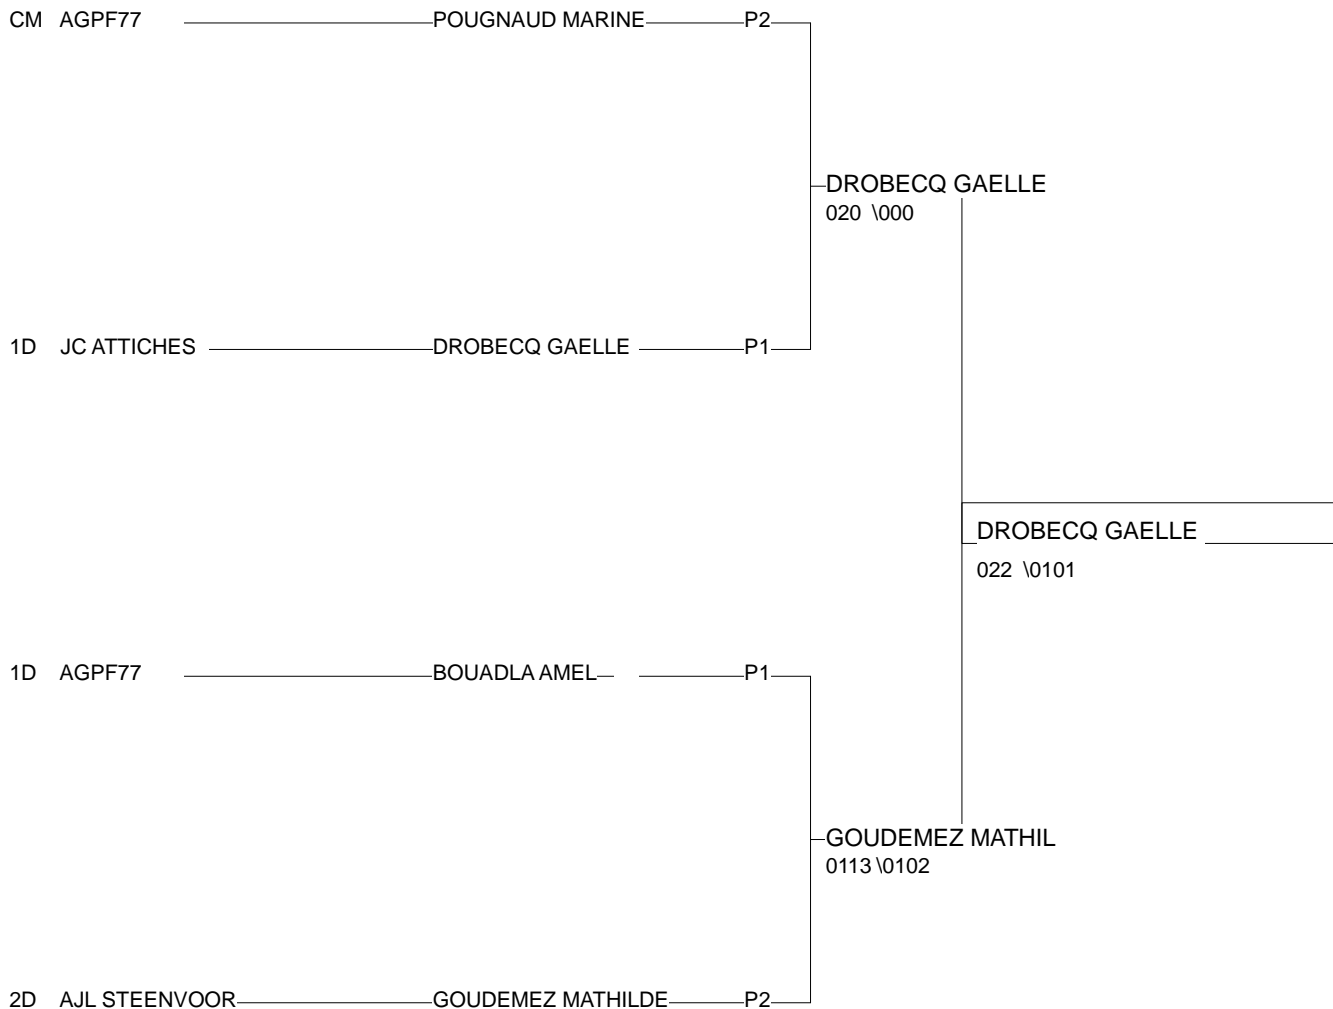 CM AGPF77 POUGNAUD MARINE P2
DROBECQ GAELLE
020 \000
1D JC ATTICHES DROBECQ GAELLE P1
DROBECQ GAELLE
022 \0101
1D AGPF77 BOUADLA AMEL P1
GOUDEMEZ MATHIL
0113 \0102
2D AJL STEENVOOR GOUDEMEZ MATHILDE P2